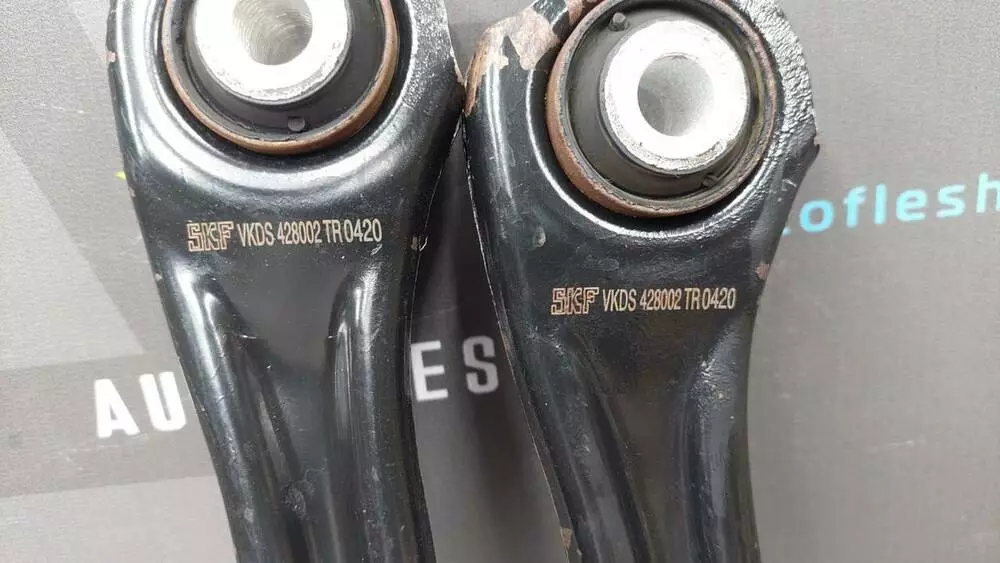 SKF VKDS 428002 TR 0420
SKF VKDS 428002 TR 0420
oflesh
AU ES